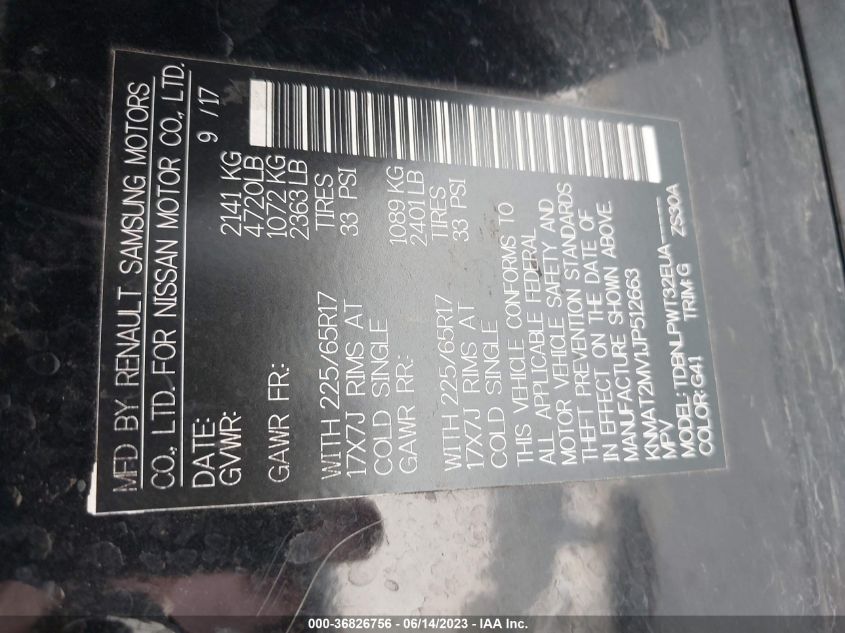 MFD BY RENAULT SAMSUNG MOTORS
CO., LTD. FOR NISSAN MOTOR CO., LTD.
DATE: 9 /17
GVWR: 2141 KG
4720LB
GAWR FR.: 1072 KG
2363 LB
WITH 225/65R17 TIRES
17X7J RIMS AT 33 PSI
COLD SINGLE
GAWR RR.: 1089 KG
2401 LB
WITH 225/65R17 TIRES
17X7J RIMS AT 33 PSI
COLD SINGLE
THIS VEHICLE CONFORMS TO
ALL APPLICABLE FEDERAL
MOTOR VEHICLE SAFETY AND
THEFT PREVENTION STANDARDS
IN EFFECT ON THE DATE OF
MANUFACTURE SHOWN ABOVE.
KNMAT2MV1JP512663
MPV
MODEL: TDBNLPWT32EUA-----
COLOR: G41 TRIM: G ZS30A
000-36826756 - 06/14/2023 - IAA Inc.